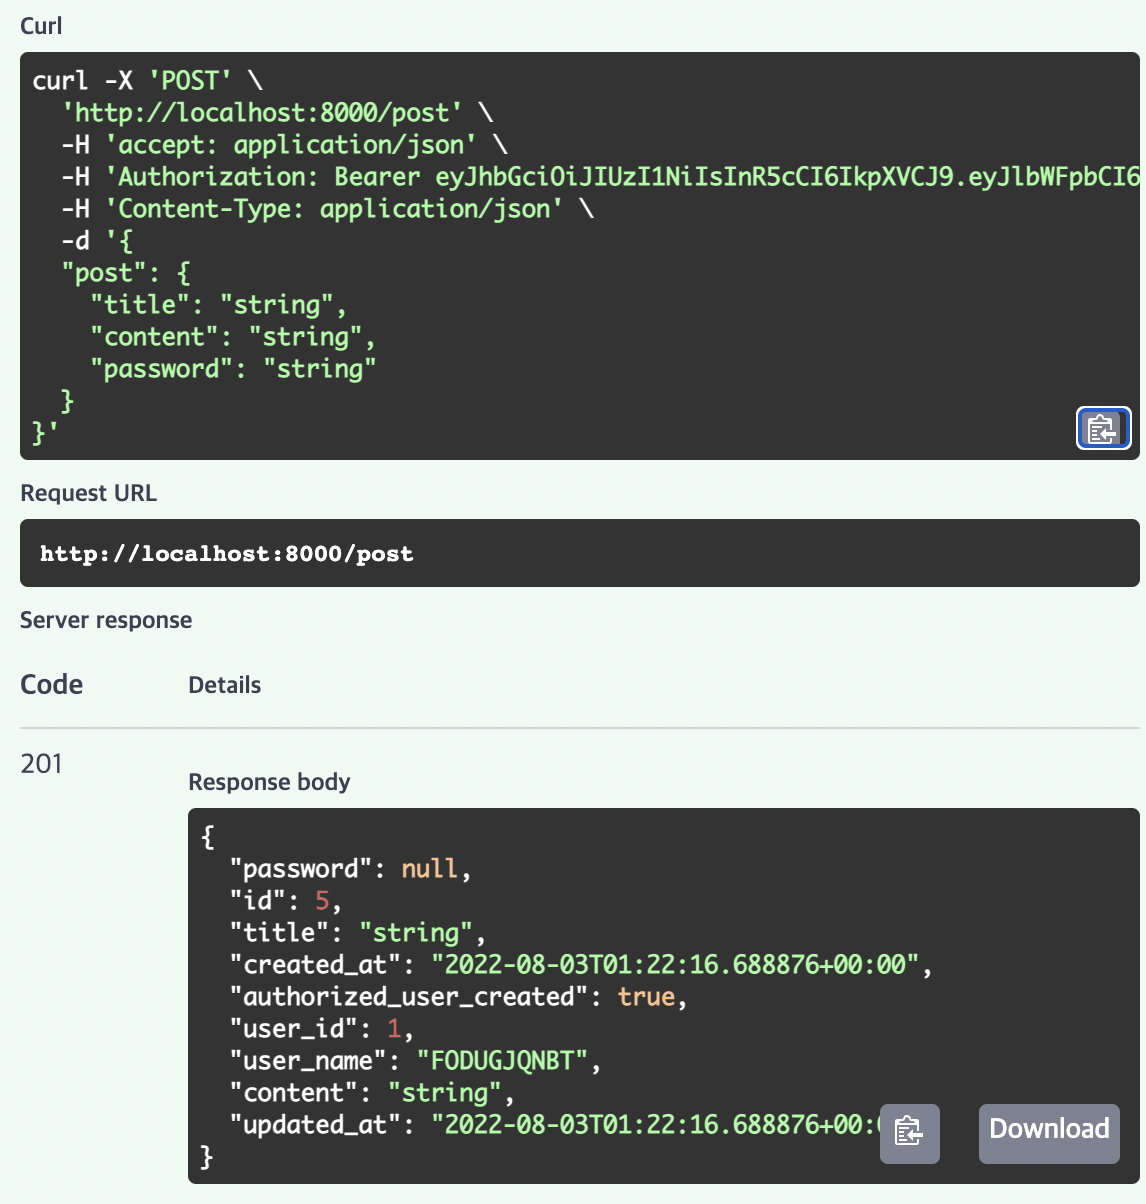 Curl
curl -X 'POST' \
  'http://localhost:8000/post' \
  -H 'accept: application/json' \
  -H 'Authorization: Bearer eyJhbGciOiJIUzI1NiIsInR5cCI6IkpXVCJ9.eyJlbWFpbCI6
  -H 'Content-Type: application/json' \
  -d '{
  "post": {
    "title": "string",
    "content": "string",
    "password": "string"
  }
}'
Request URL
http://localhost:8000/post
Server response
Code Details
201
Response body
{
  "password": null,
  "id": 5,
  "title": "string",
  "created_at": "2022-08-03T01:22:16.688876+00:00",
  "authorized_user_created": true,
  "user_id": 1,
  "user_name": "FODUGJQNBT",
  "content": "string",
  "updated_at": "2022-08-03T01:22:16.688876+00:
}
Download